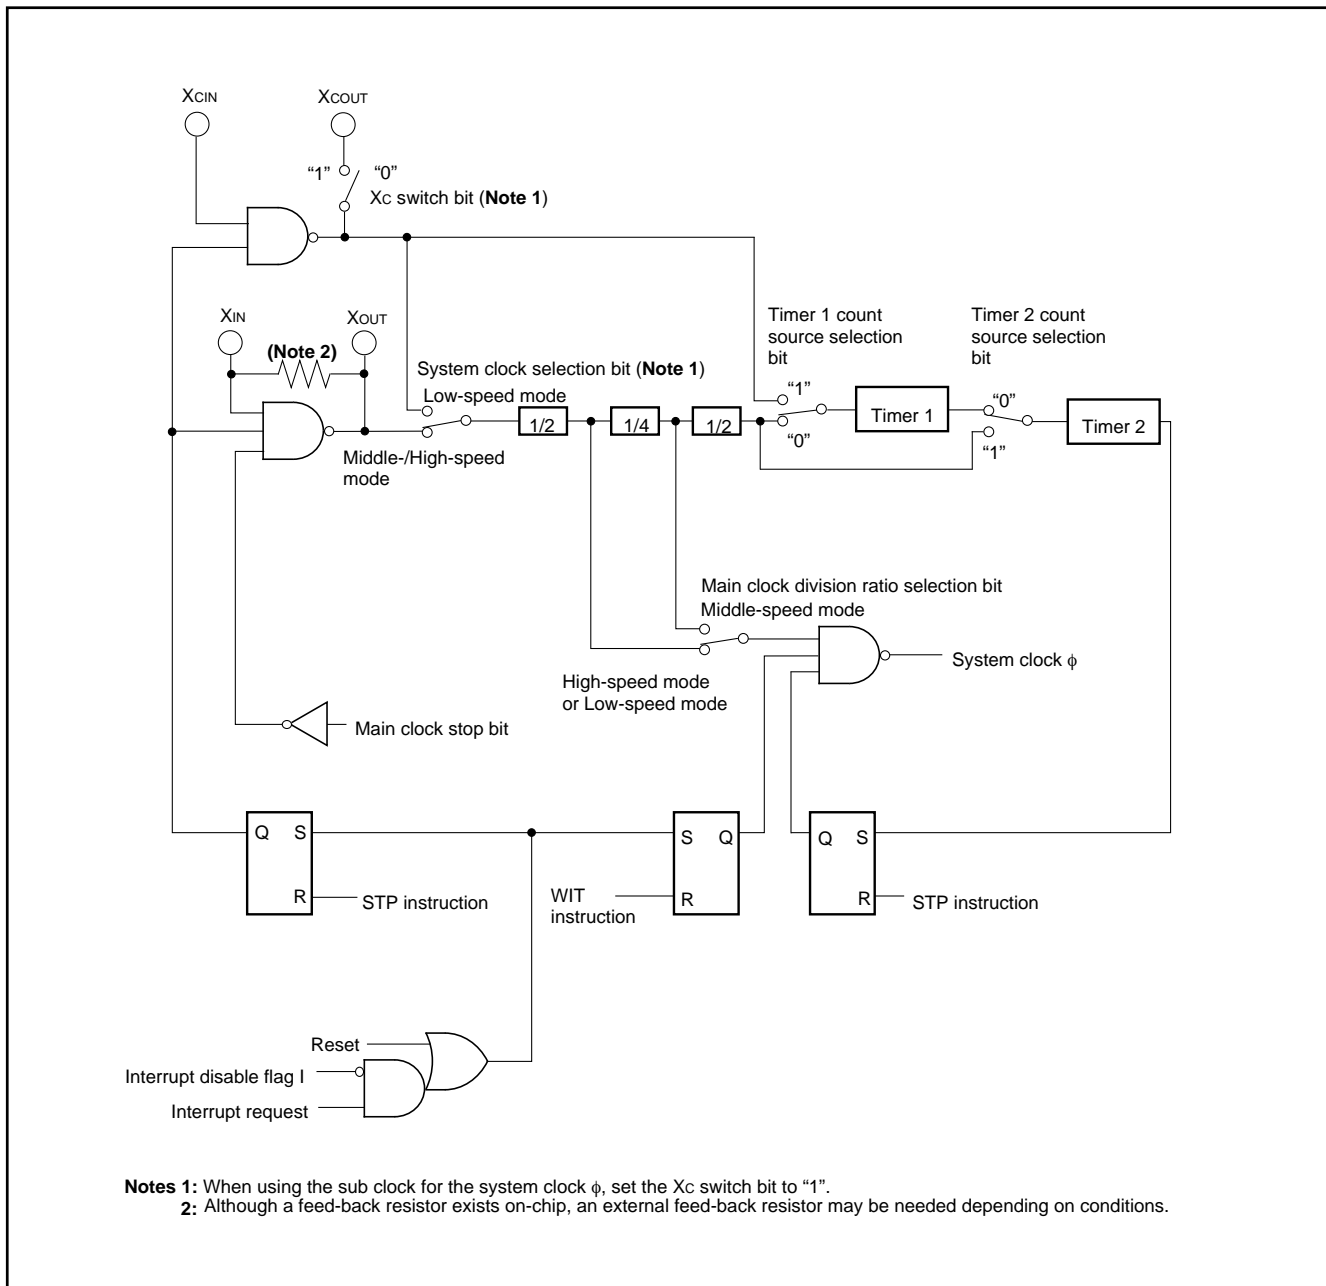 XCIN
XCOUT
“1” “0”
XC switch bit (Note 1)
XIN
XOUT
(Note 2)
Timer 1 count
source selection
bit
Timer 2 count
source selection
bit
System clock selection bit (Note 1)
Low-speed mode
“1”
“0”
1/2
1/4
1/2
Timer 1
Timer 2
“0”
“1”
Middle-/High-speed
mode
Main clock division ratio selection bit
Middle-speed mode
System clock ϕ
High-speed mode
or Low-speed mode
Main clock stop bit
Q S
R
STP instruction
S Q
R
WIT
instruction
Q S
R
STP instruction
Reset
Interrupt disable flag I
Interrupt request
Notes 1: When using the sub clock for the system clock ϕ, set the XC switch bit to “1”.
2: Although a feed-back resistor exists on-chip, an external feed-back resistor may be needed depending on conditions.